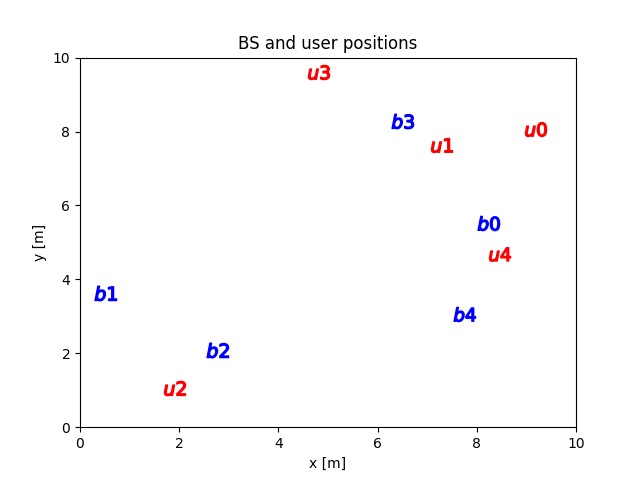 BS and user positions
10
u3
b3
u0
8
u1
6
b0
u4
y [m]
4
b1
b4
2
b2
u2
0
0 2 4 6 8 10
x [m]